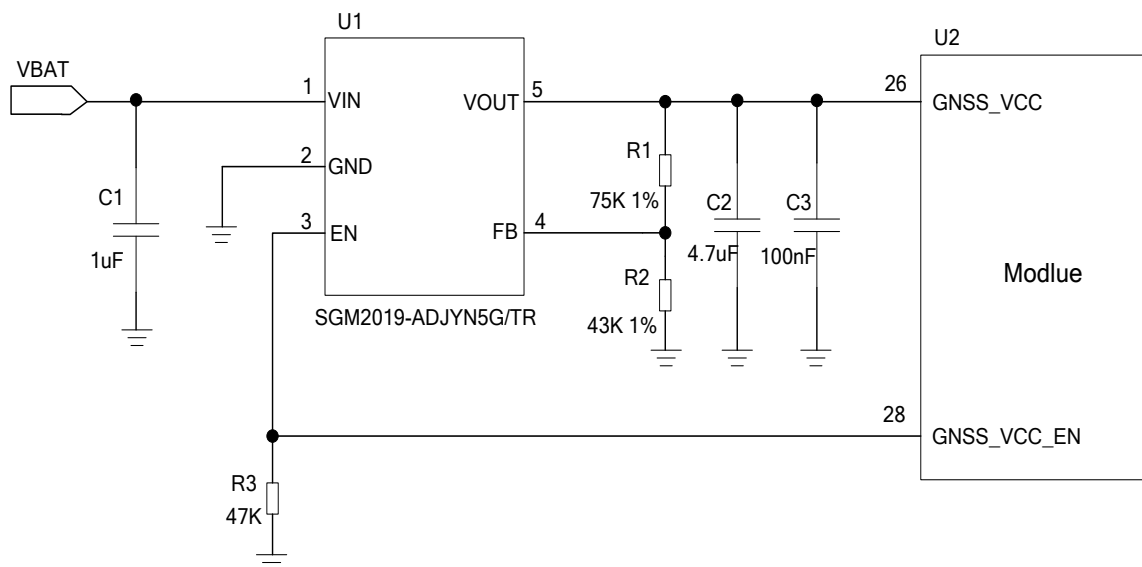 U1
U2
VBAT
1
VIN
VOUT
5
26
GNSS_VCC
2
GND
R1
75K 1%
C1
1uF
3
EN
FB
4
C2
4.7uF
C3
100nF
Modlue
R2
43K 1%
SGM2019-ADJYN5G/TR
28
GNSS_VCC_EN
R3
47K